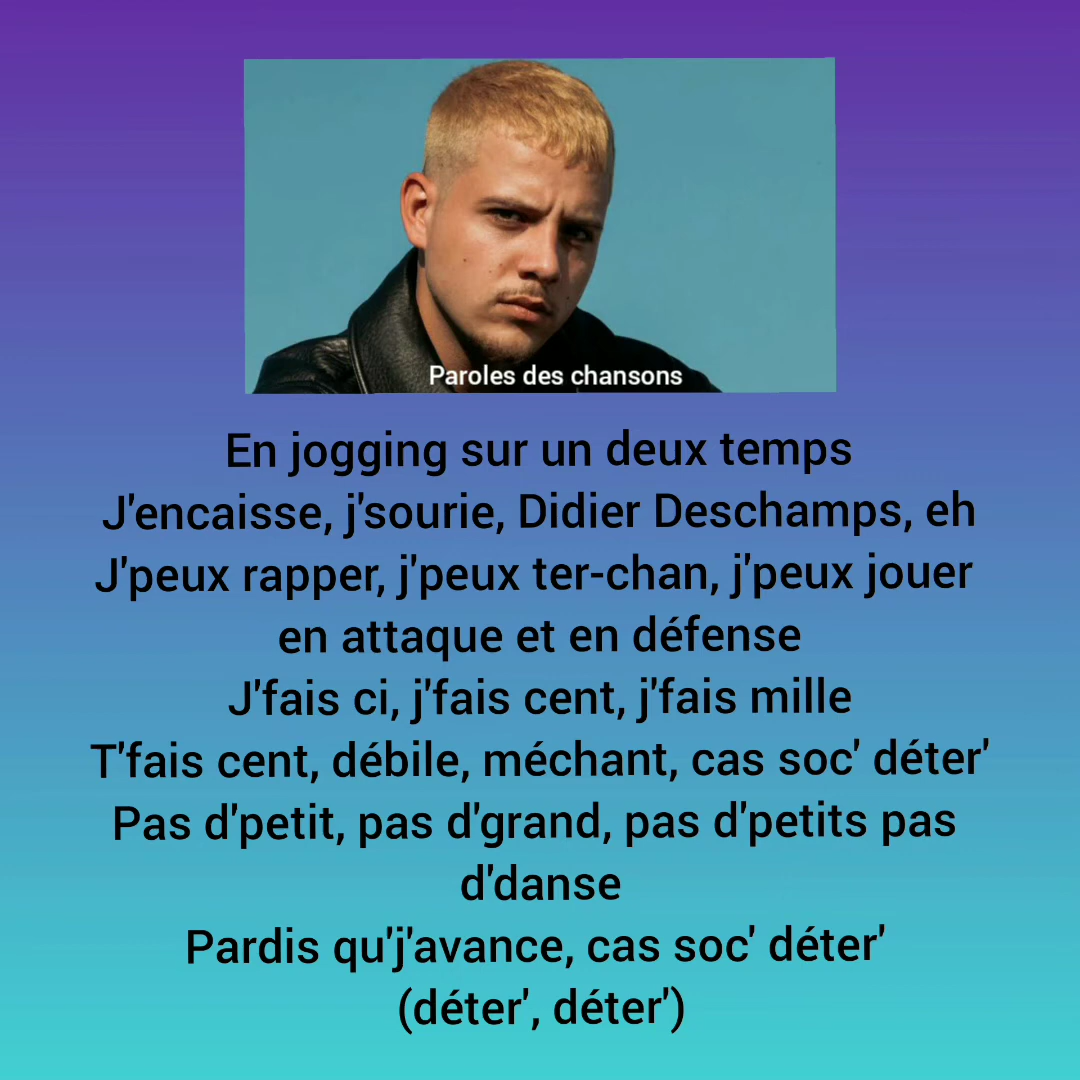 Paroles des chansons
En jogging sur un deux temps
J'encaisse, j'sourie, Didier Deschamps, eh
J'peux rapper, j'peux ter-chan, j'peux jouer
en attaque et en défense
J'fais ci, j'fais cent, j'fais mille
T'fais cent, débile, méchant, cas soc' déter'
Pas d'petit, pas d'grand, pas d'petits pas
d'danse
Pardis qu'j'avance, cas soc' déter'
(déter', déter')